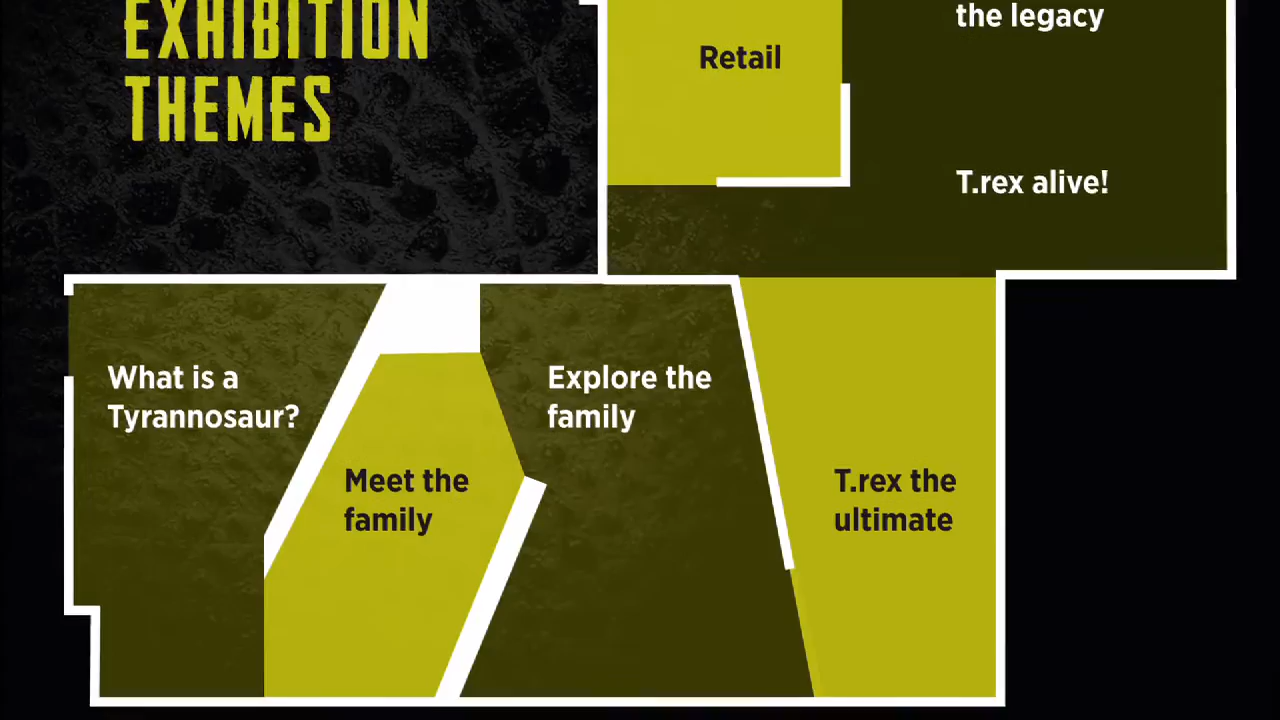 EXHIBITION
THEMES
the legacy
Retail
T.rex alive!
What is a
Tyrannosaur?
Explore the
family
Meet the
family
T.rex the
ultimate